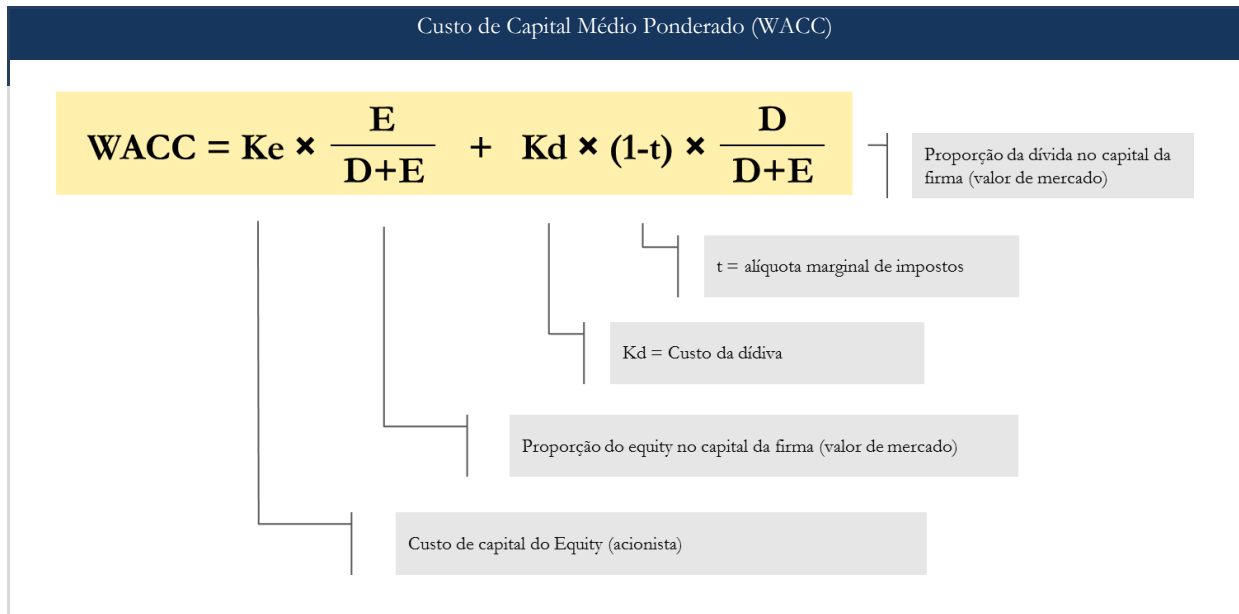 Custo de Capital Médio Ponderado (WACC)
WACC = Ke × E/D+E + Kd × (1-t) × D/D+E
Proporção da dívida no capital da
firma (valor de mercado)
t = alíquota marginal de impostos
Kd = Custo da dídiva
Proporção do equity no capital da firma (valor de mercado)
Custo de capital do Equity (acionista)